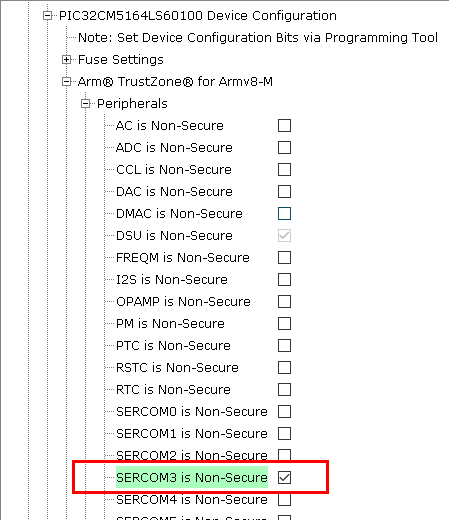 PIC32CM5164LS60100 Device Configuration
Note: Set Device Configuration Bits via Programming Tool
Fuse Settings
Arm® TrustZone® for Armv8-M
Peripherals
AC is Non-Secure
ADC is Non-Secure
CCL is Non-Secure
DAC is Non-Secure
DMAC is Non-Secure
DSU is Non-Secure
FREQM is Non-Secure
I2S is Non-Secure
OPAMP is Non-Secure
PM is Non-Secure
PTC is Non-Secure
RSTC is Non-Secure
RTC is Non-Secure
SERCOM0 is Non-Secure
SERCOM1 is Non-Secure
SERCOM2 is Non-Secure
SERCOM3 is Non-Secure
SERCOM4 is Non-Secure